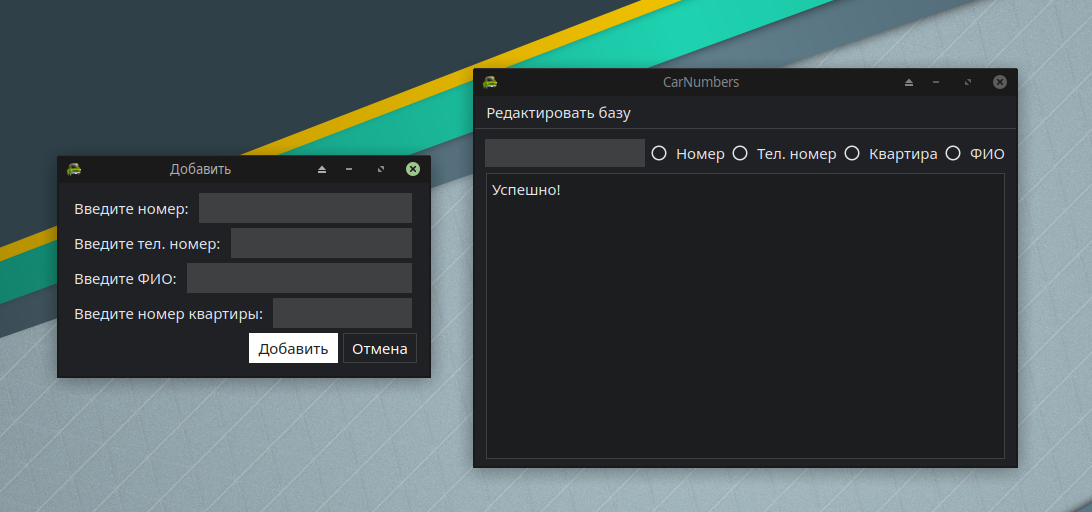 CarNumbers
Редактировать базу
Номер Тел. номер Квартира ФИО
Успешно!
Добавить
Введите номер:
Введите тел. номер:
Введите ФИО:
Введите номер квартиры:
Добавить Отмена